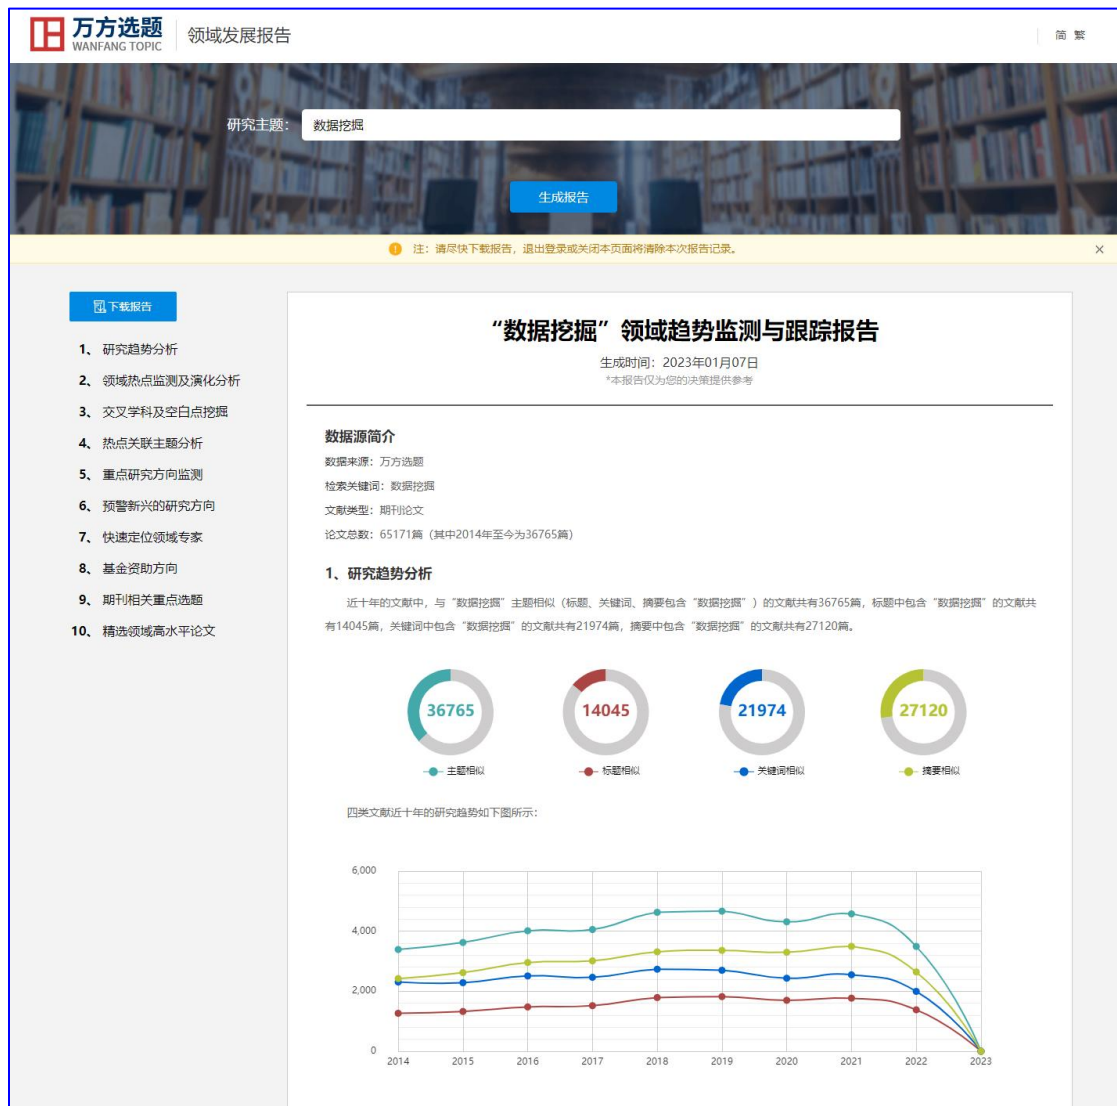 万方选题
WANFANG TOPIC
领域发展报告
简 繁
研究主题：
数据挖掘
生成报告
注：请尽快下载报告，退出登录或关闭本页面将清除本次报告记录。
下载报告
1、 研究趋势分析
2、 领域热点监测及演化分析
3、 交叉学科及空白点挖掘
4、 热点关联主题分析
5、 重点研究方向监测
6、 预警新兴的研究方向
7、 快速定位领域专家
8、 基金资助方向
9、 期刊相关重点选题
10、 精选领域高水平论文
“数据挖掘”领域趋势监测与跟踪报告
生成时间：2023年01月07日
*本报告仅为您的决策提供参考
数据源简介
数据来源：万方选题
检索关键词：数据挖掘
文献类型：期刊论文
论文总数：65171篇（其中2014年至今为36765篇）
1、研究趋势分析
近十年的文献中，与“数据挖掘”主题相似（标题、关键词、摘要包含“数据挖掘”）的文献共有36765篇，标题中包含“数据挖掘”的文献共
有14045篇，关键词中包含“数据挖掘”的文献共有21974篇，摘要中包含“数据挖掘”的文献共有27120篇。
36765 14045 21974 27120
主题相似 标题相似 关键词相似 摘要相似
四类文献近十年的研究趋势如下图所示：
6,000
4,000
2,000
0
2014 2015 2016 2017 2018 2019 2020 2021 2022 2023